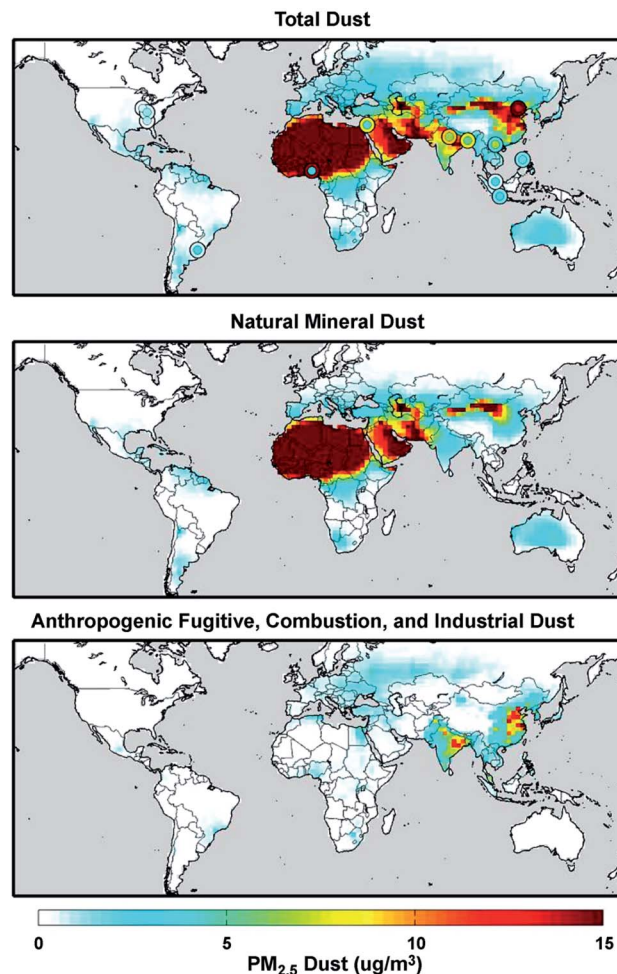 Total Dust
Natural Mineral Dust
Anthropogenic Fugitive, Combustion, and Industrial Dust
0 5 10 15
PM₂.₅ Dust (ug/m³)